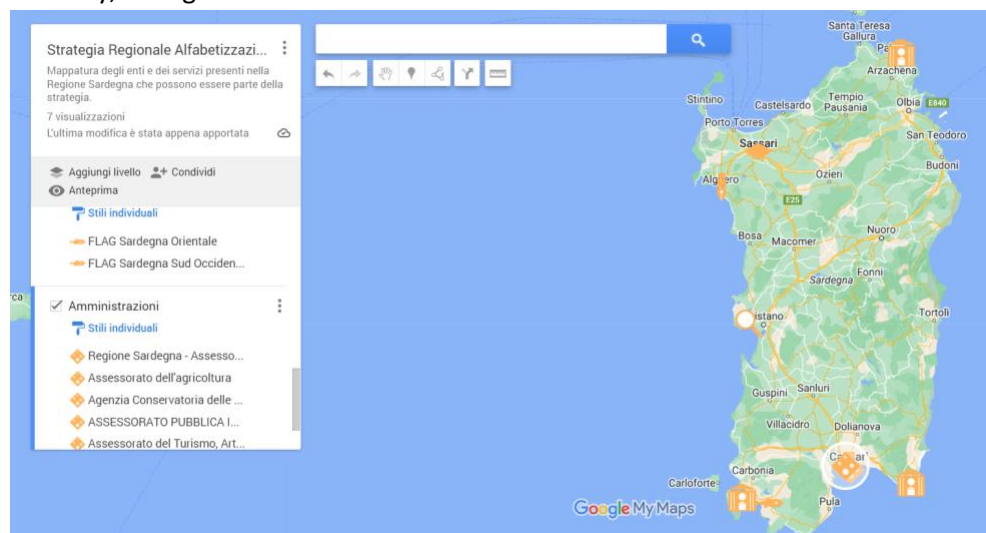 Strategia Regionale Alfabetizzazi...
Mappatura degli enti e dei servizi presenti nella
Regione Sardegna che possono essere parte della
strategia.
7 visualizzazioni
L'ultima modifica è stata appena apportata
Aggiungi livello
Condividi
Anteprima
Stili individuali
FLAG Sardegna Orientale
FLAG Sardegna Sud Occiden...
Amministrazioni
Stili individuali
Regione Sardegna - Assesso...
Assessorato dell'agricoltura
Agenzia Conservatoria delle ...
ASSESSORATO PUBBLICA I...
Assessorato del Turismo, Art...
Santa Teresa
Gallura
Arzachena
Stintino
Castelsardo
Tempio
Pausania
Olbia
E840
Porto Torres
Sassari
San Teodoro
Budoni
Ozieri
E25
Nuoro
Bosa
Macomer
Fonni
Sardegna
Tortolì
Guspini
Sanluri
Villacidro
Dolianova
Carbonia
Carloforte
Pula
Google My Maps